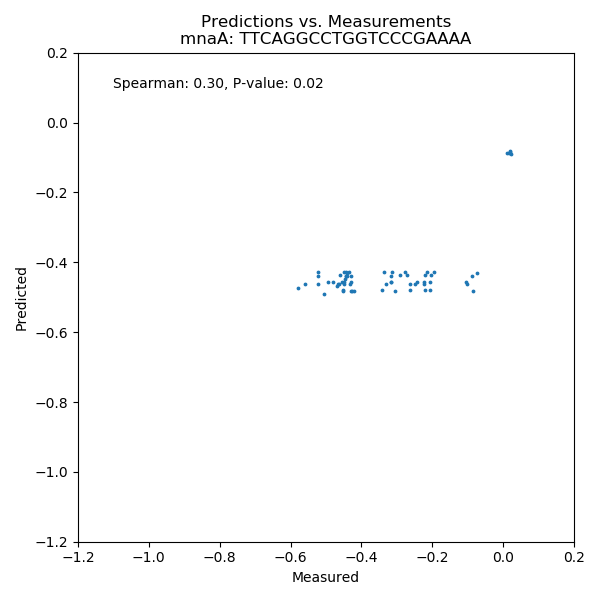 Predictions vs. Measurements
mnaA: TTCAGGCCTGGTCCCGAAAA
Spearman: 0.30, P-value: 0.02
0.2
0.0
−0.2
−0.4
−0.6
−0.8
−1.0
−1.2
Predicted
−1.2 −1.0 −0.8 −0.6 −0.4 −0.2 0.0 0.2
Measured